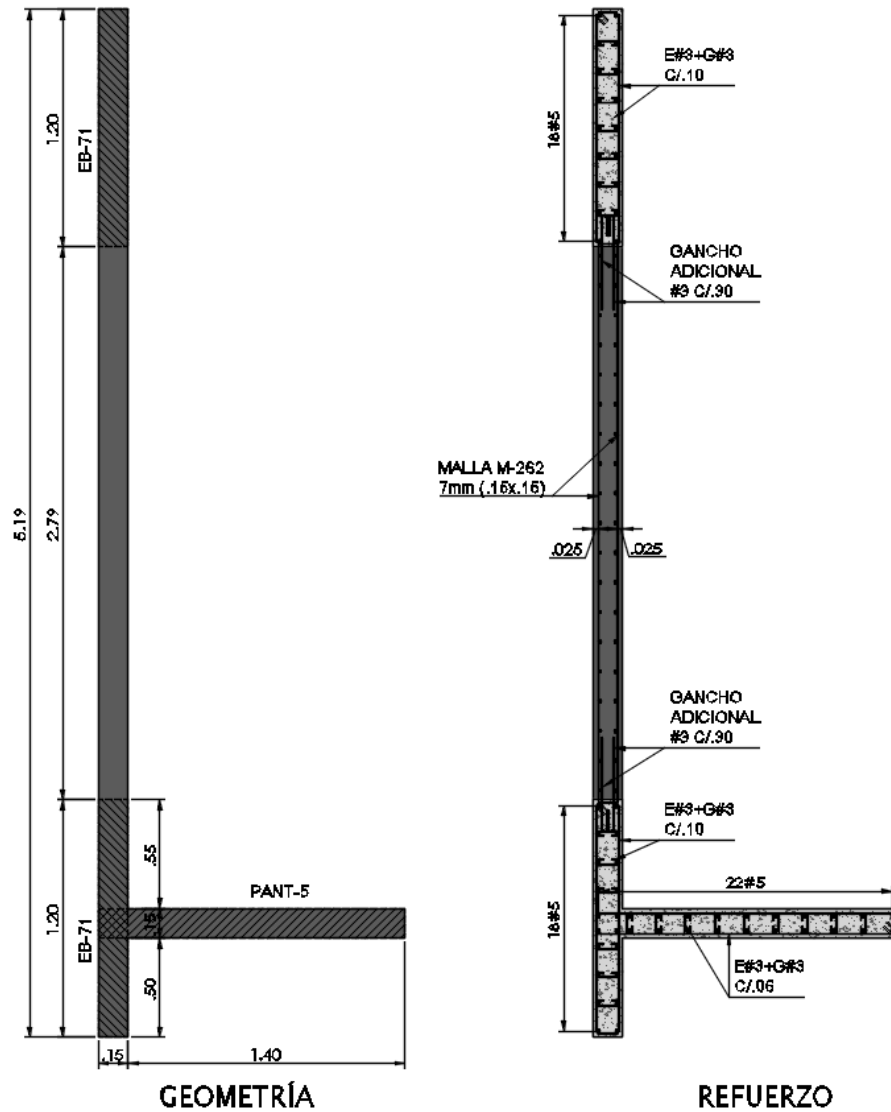 5.19
1.20
EB-71
2.79
1.20
EB-71
.55
.15
.50
PANT-5
.15
1.40
GEOMETRÍA
18#5
E#3+G#3
C/.10
GANCHO
ADICIONAL
#3 C/.30
MALLA M-262
7mm (.15x.15)
.025
.025
GANCHO
ADICIONAL
#3 C/.30
E#3+G#3
C/.10
18#5
22#5
E#3+G#3
C/.06
REFUERZO